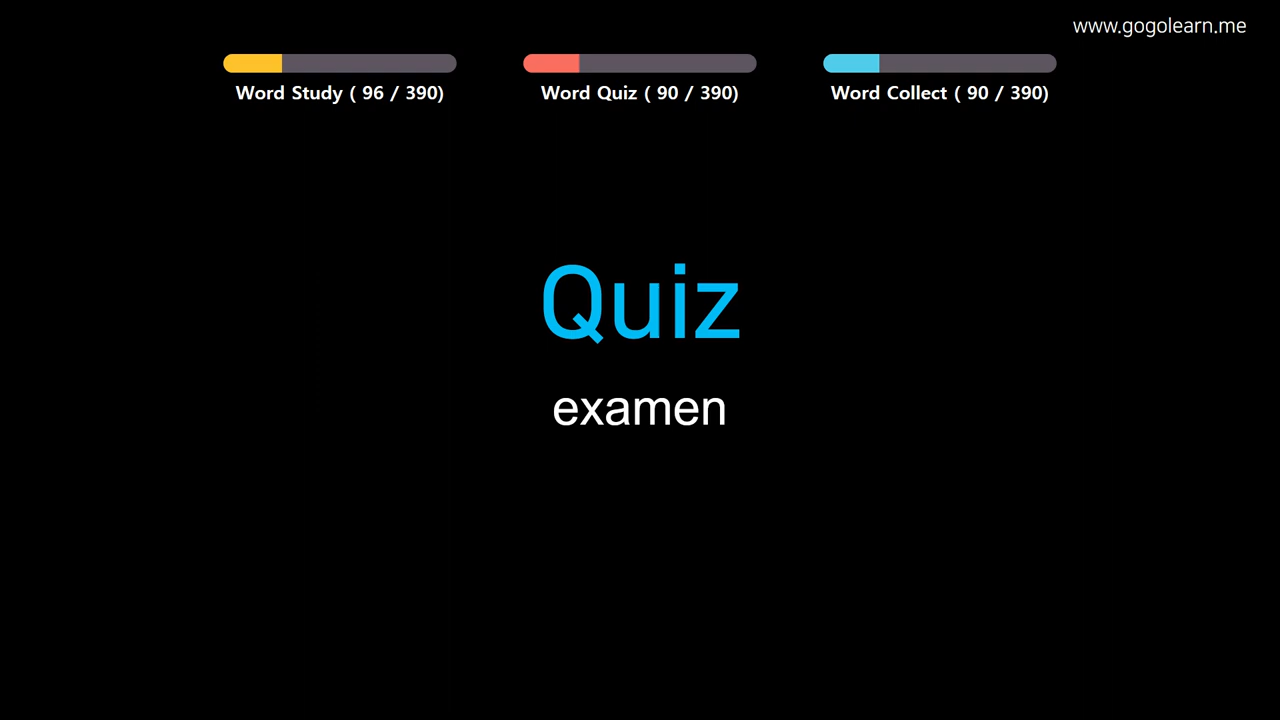 www.gogolearn.me
Word Study ( 96 / 390)
Word Quiz ( 90 / 390)
Word Collect ( 90 / 390)
Quiz
examen